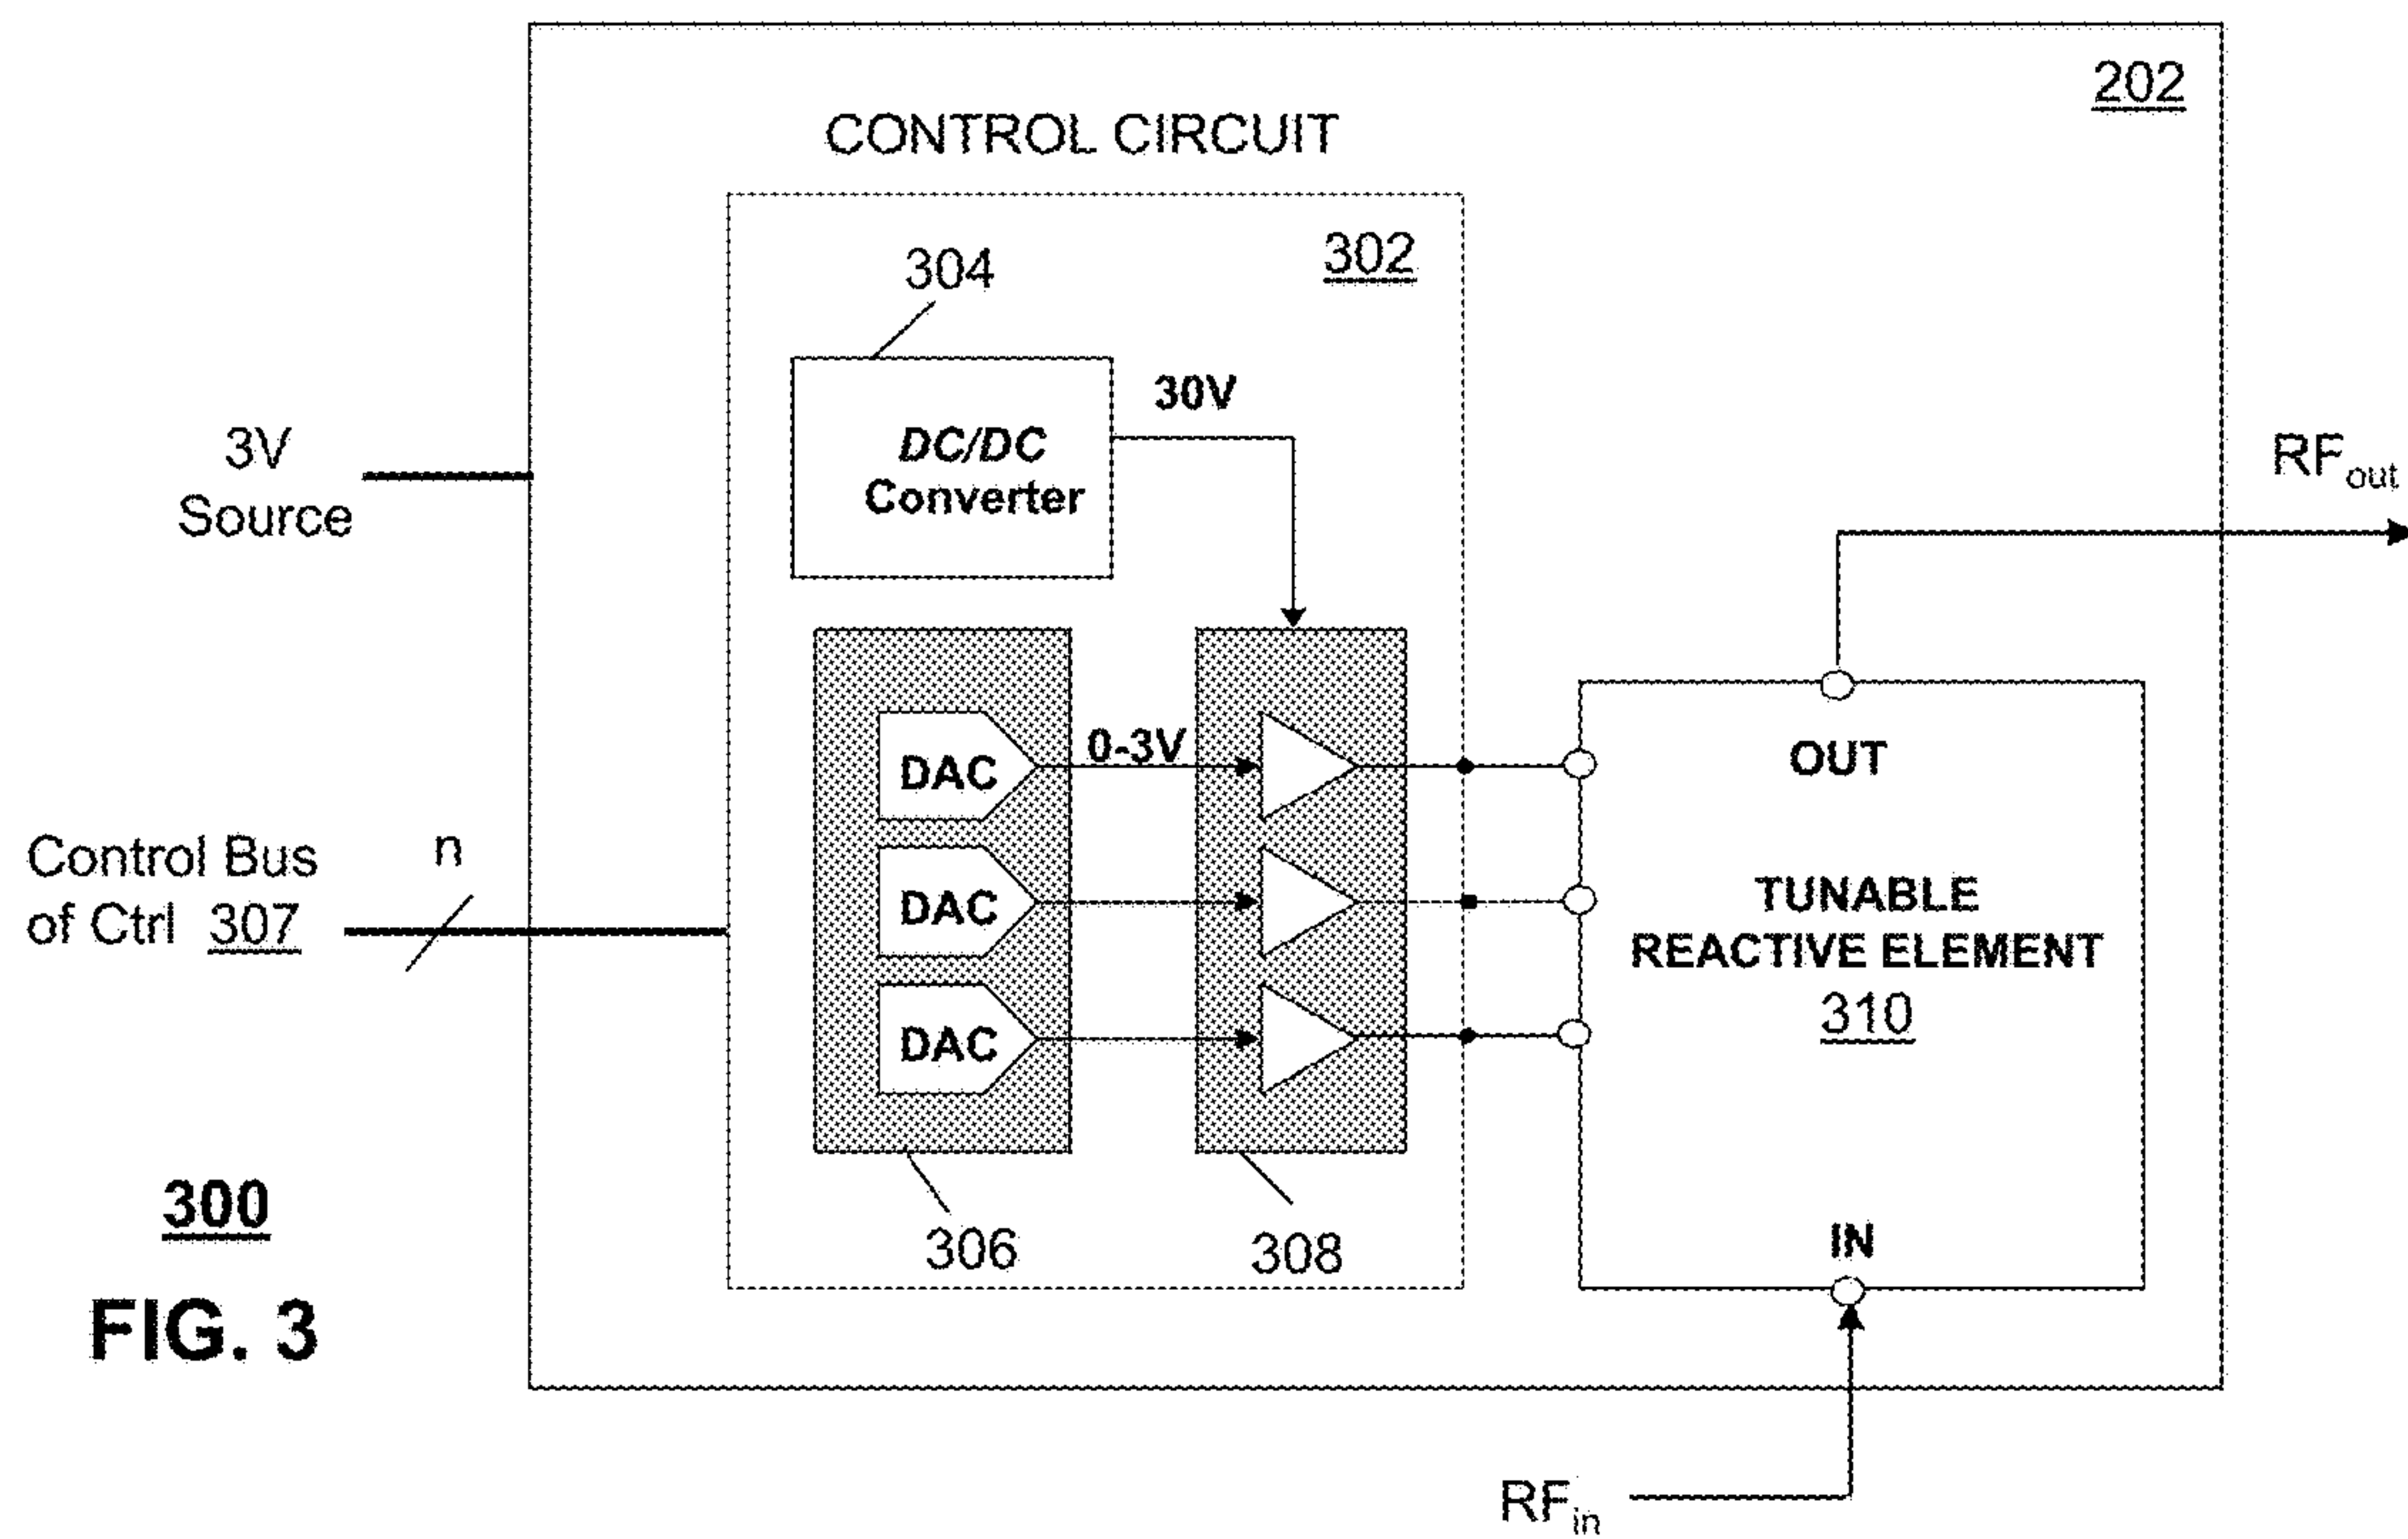 202
CONTROL CIRCUIT
302
304
30V
DC/DC
Converter
3V
Source
RFout
0-3V
DAC
DAC
DAC
OUT
TUNABLE
REACTIVE ELEMENT
310
IN
Control Bus
of Ctrl 307
n
306
308
300
FIG. 3
RFin